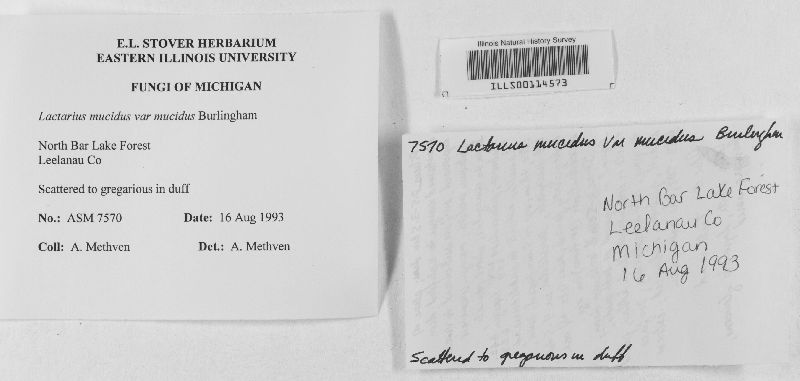 E.L. STOVER HERBARIUM
EASTERN ILLINOIS UNIVERSITY
FUNGI OF MICHIGAN
Lactarius mucidus var mucidus Burlingham
North Bar Lake Forest
Leelanau Co
Scattered to gregarious in duff
No.: ASM 7570 Date: 16 Aug 1993
Coll: A. Methven Det.: A. Methven
Illinois Natural History Survey
ILLS00114573
7570 Lactarius mucidus var mucidus Burlingham
North Bar Lake Forest
Leelanau Co
Michigan
16 Aug 1993
Scattered to gregarious in duff